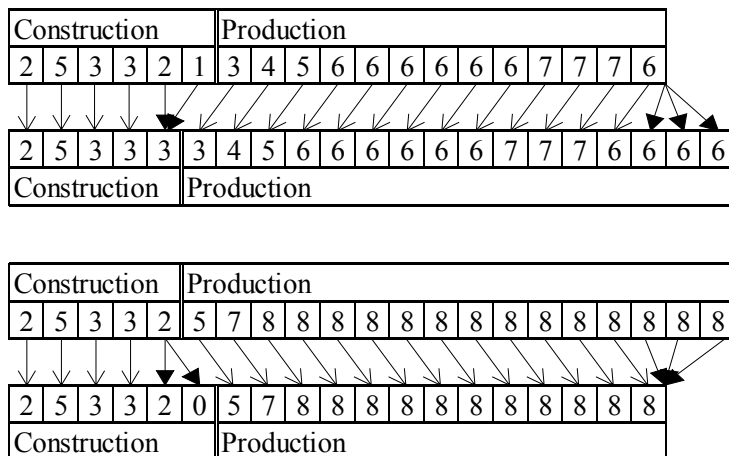 Construction Production
2 5 3 3 2 1 3 4 5 6 6 6 6 6 6 7 7 7 6
2 5 3 3 3 3 4 5 6 6 6 6 6 6 7 7 7 6 6 6 6
Construction Production
Construction Production
2 5 3 3 2 5 7 8 8 8 8 8 8 8 8 8 8 8 8 8 8
2 5 3 3 2 0 5 7 8 8 8 8 8 8 8 8 8 8 8
Construction Production